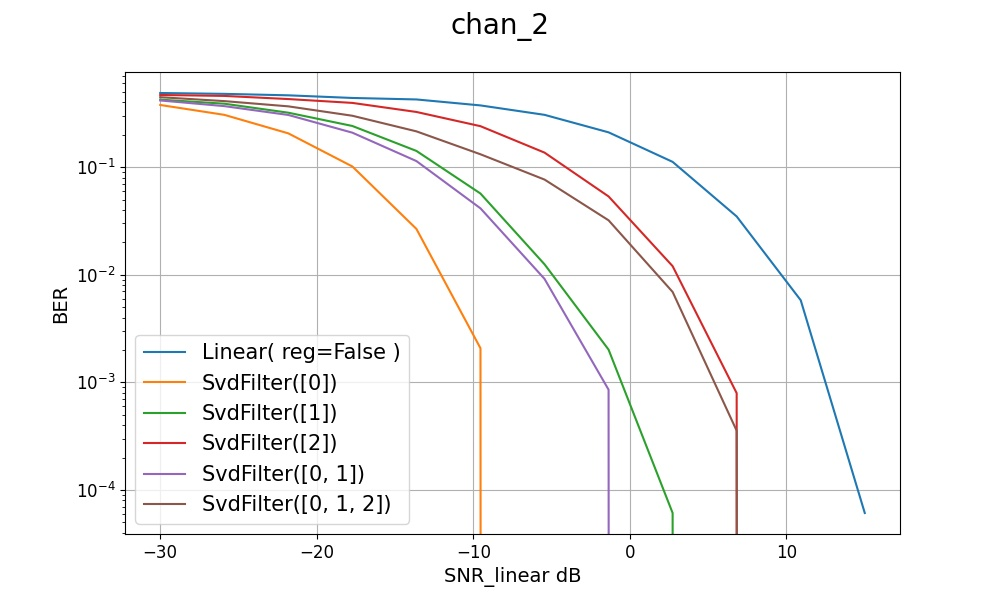 chan_2
BER
10⁻¹
10⁻²
10⁻³
10⁻⁴
Linear( reg=False )
SvdFilter([0])
SvdFilter([1])
SvdFilter([2])
SvdFilter([0, 1])
SvdFilter([0, 1, 2])
−30 −20 −10 0 10
SNR_linear dB